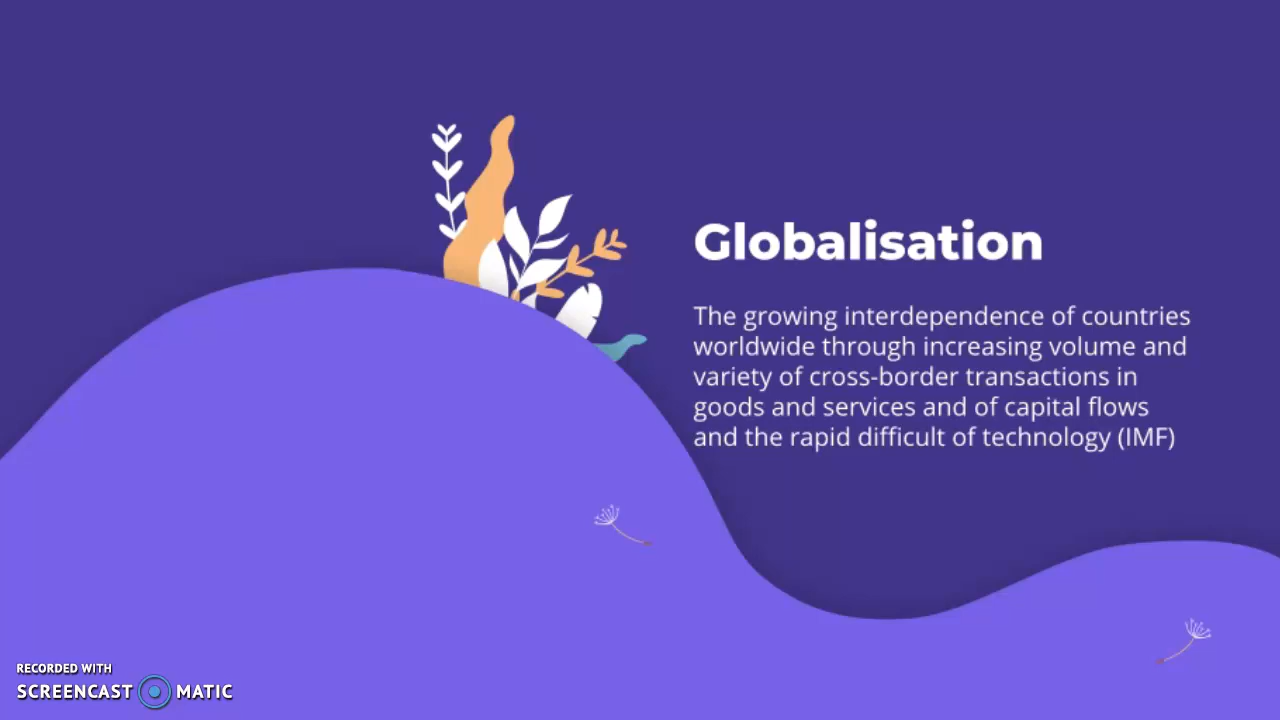 Globalisation
The growing interdependence of countries
worldwide through increasing volume and
variety of cross-border transactions in
goods and services and of capital flows
and the rapid difficult of technology (IMF)
RECORDED WITH
SCREENCAST MATIC